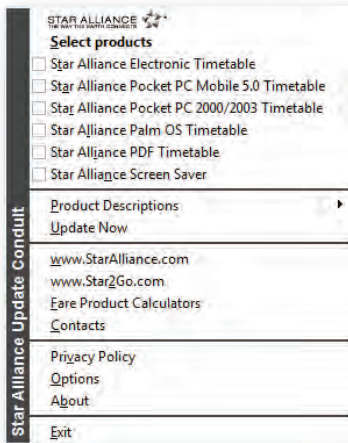 STAR ALLIANCE
THE WAY THE EARTH CONNECTS
Select products
Star Alliance Electronic Timetable
Star Alliance Pocket PC Mobile 5.0 Timetable
Star Alliance Pocket PC 2000/2003 Timetable
Star Alliance Palm OS Timetable
Star Alliance PDF Timetable
Star Alliance Screen Saver
Product Descriptions
Update Now
www.StarAlliance.com
www.Star2Go.com
Fare Product Calculators
Contacts
Privacy Policy
Options
About
Exit
Star Alliance Update Conduit